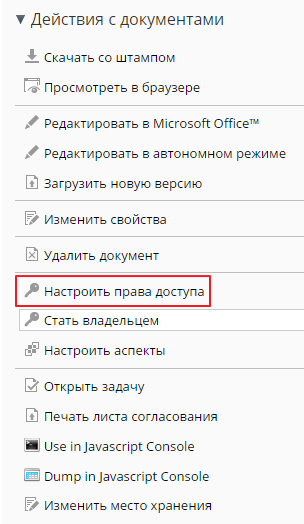 Действия с документами
Скачать со штампом
Просмотреть в браузере
Редактировать в Microsoft Office™
Редактировать в автономном режиме
Загрузить новую версию
Изменить свойства
Удалить документ
Настроить права доступа
Стать владельцем
Настроить аспекты
Открыть задачу
Печать листа согласования
Use in Javascript Console
Dump in Javascript Console
Изменить место хранения